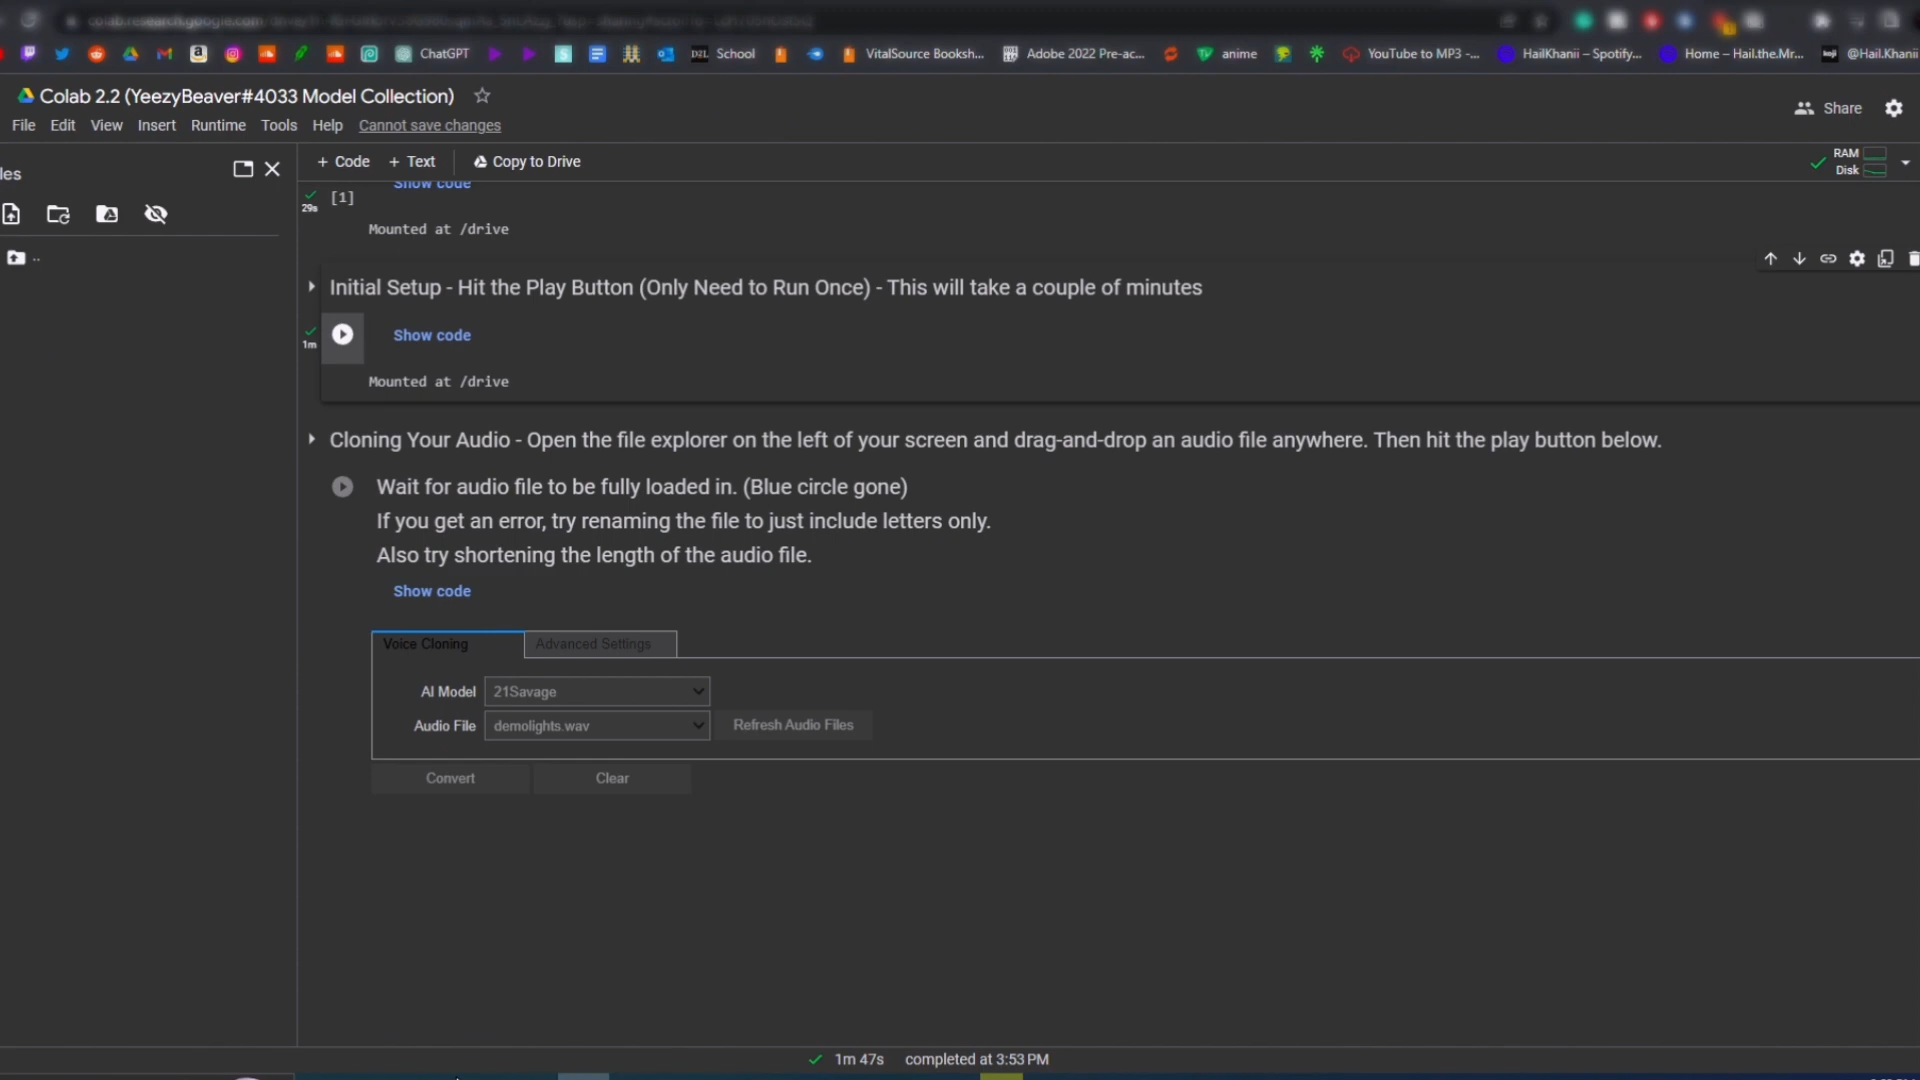 ChatGPT
D2L School
VitalSource Booksh...
Adobe 2022 Pre-ac...
anime
YouTube to MP3 -...
HailKhanii – Spotify...
Home – Hail.the.Mr...
@Hail.Khanii
Colab 2.2 (YeezyBeaver#4033 Model Collection)
File Edit View Insert Runtime Tools Help Cannot save changes
Share
les
+ Code + Text Copy to Drive
RAM
Disk
Show code
[1]
29s
Mounted at /drive
Initial Setup - Hit the Play Button (Only Need to Run Once) - This will take a couple of minutes
Show code
1m
Mounted at /drive
Cloning Your Audio - Open the file explorer on the left of your screen and drag-and-drop an audio file anywhere. Then hit the play button below.
Wait for audio file to be fully loaded in. (Blue circle gone)
If you get an error, try renaming the file to just include letters only.
Also try shortening the length of the audio file.
Show code
Voice Cloning Advanced Settings
AI Model 21Savage
Audio File demolights.wav Refresh Audio Files
Convert Clear
1m 47s completed at 3:53 PM